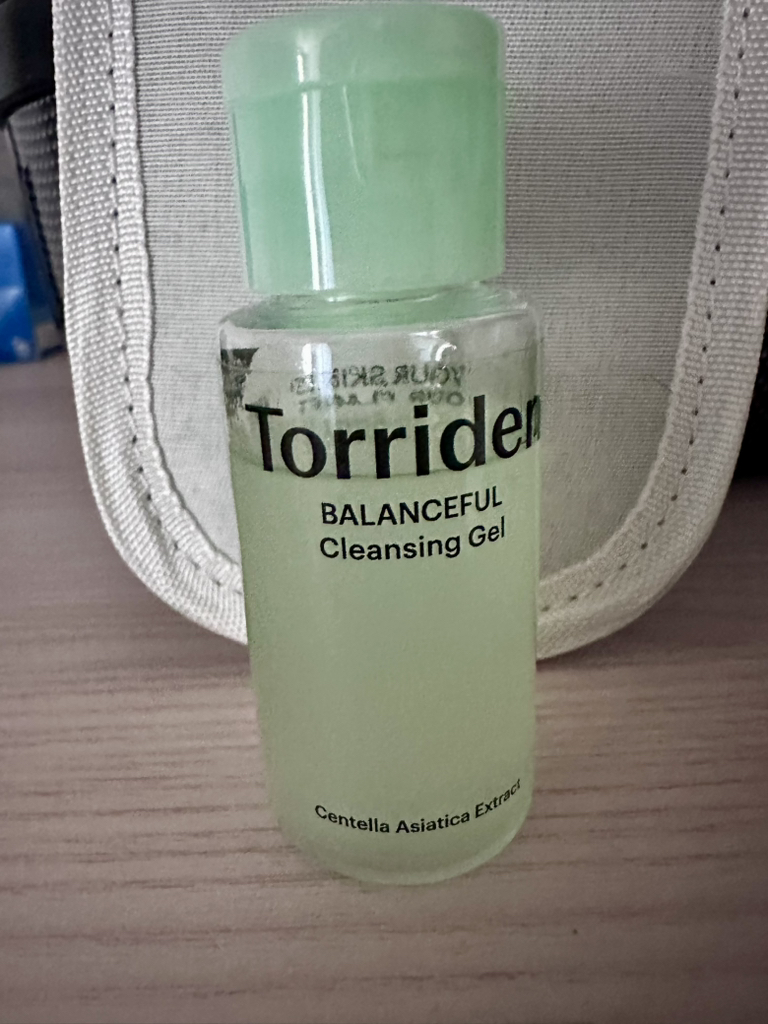 Torriden
BALANCEFUL
Cleansing Gel
Centella Asiatica Extract